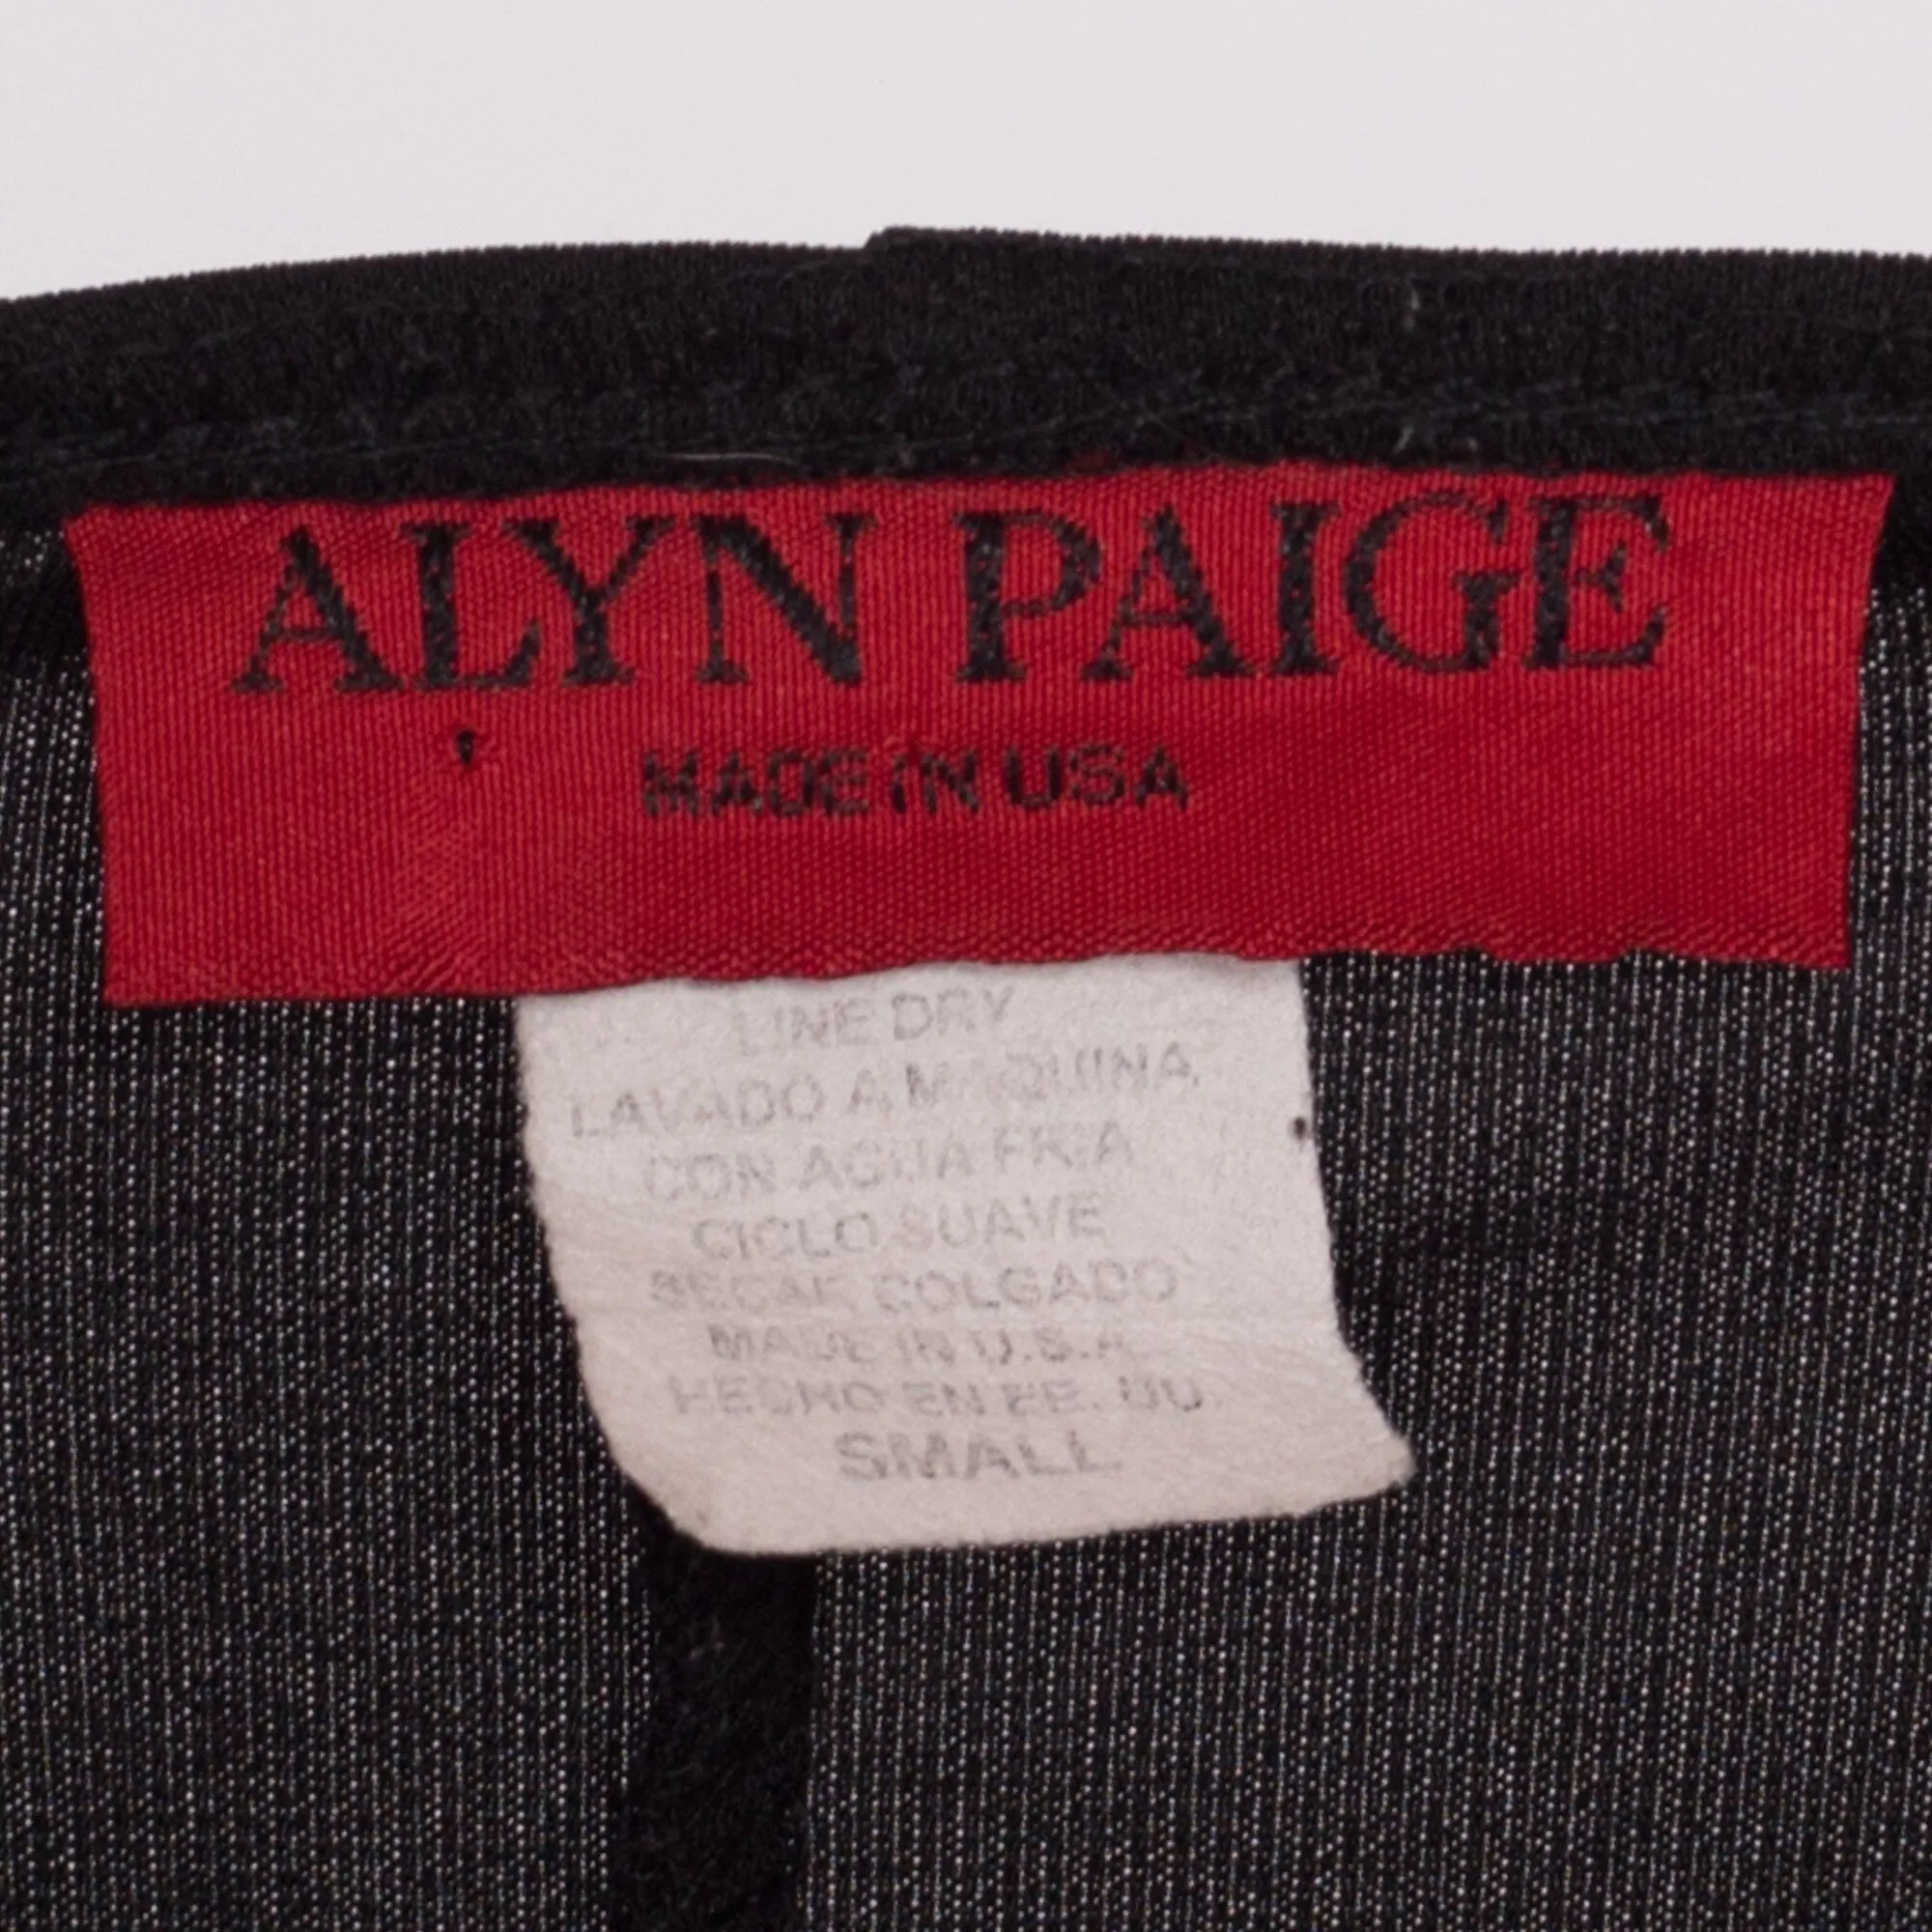 ALYN PAIGE
MADE IN USA
LINE DRY
LAVADO A MAQUINA
CON AGUA FRIA
CICLO SUAVE
SECAR COLGADO
MADE IN U.S.A
HECHO EN EE. UU.
SMALL